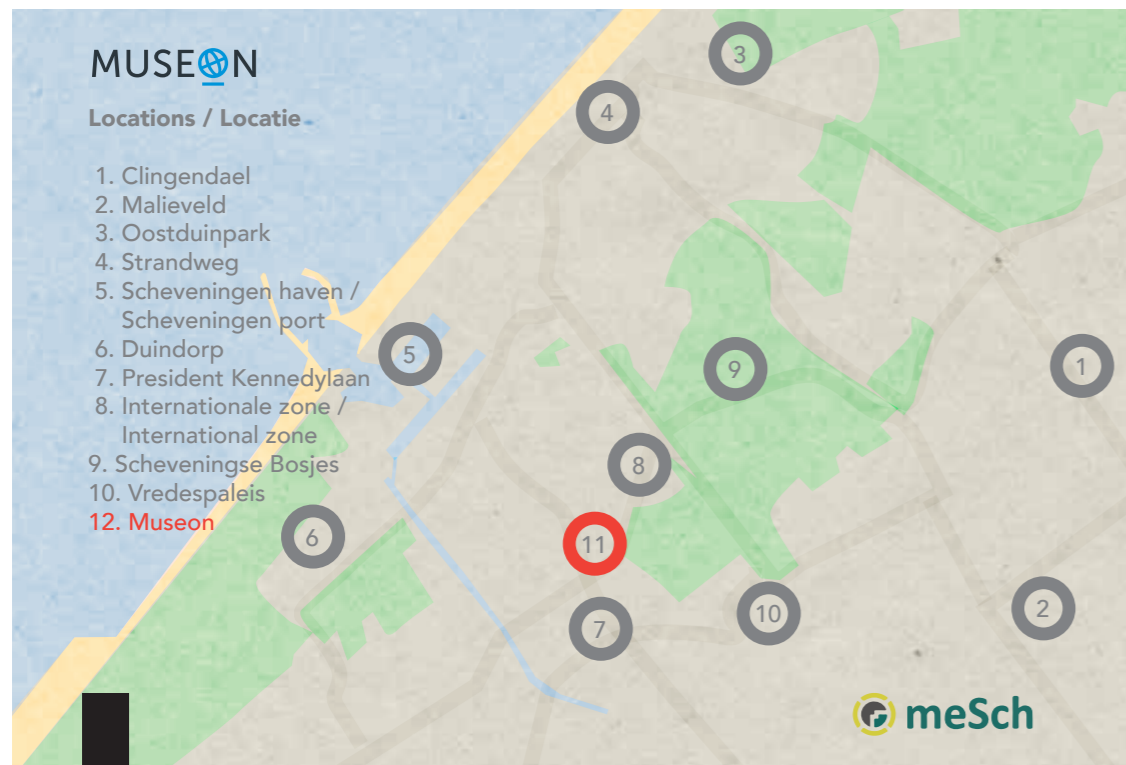 MUSEON
Locations / Locatie
1. Clingendael
2. Malieveld
3. Oostduinpark
4. Strandweg
5. Scheveningen haven /
Scheveningen port
6. Duindorp
7. President Kennedylaan
8. Internationale zone /
International zone
9. Scheveningse Bosjes
10. Vredespaleis
12. Museon
3
4
5
9
1
8
6
11
7
10
2
meSch